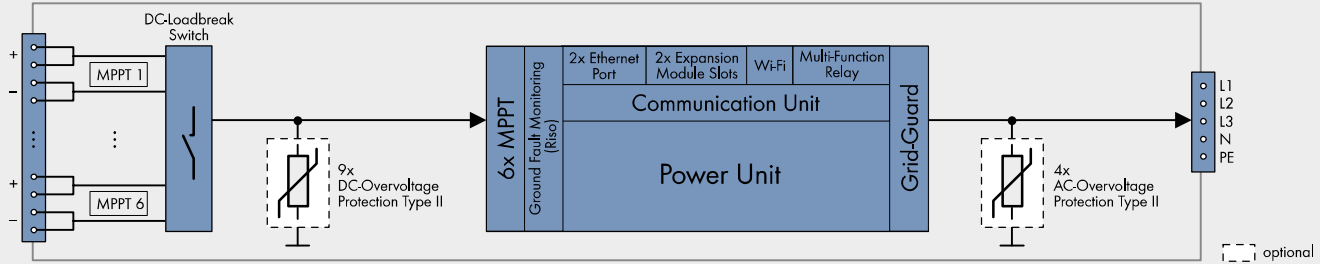 DC-Loadbreak
Switch
+
MPPT 1
–
+
MPPT 6
–
9x
DC-Overvoltage
Protection Type II
6x MPPT
Ground Fault Monitoring
(Riso)
2x Ethernet
Port
2x Expansion
Module Slots
Wi-Fi
Multi-Function
Relay
Communication Unit
Power Unit
Grid-Guard
4x
AC-Overvoltage
Protection Type II
L1
L2
L3
N
PE
optional